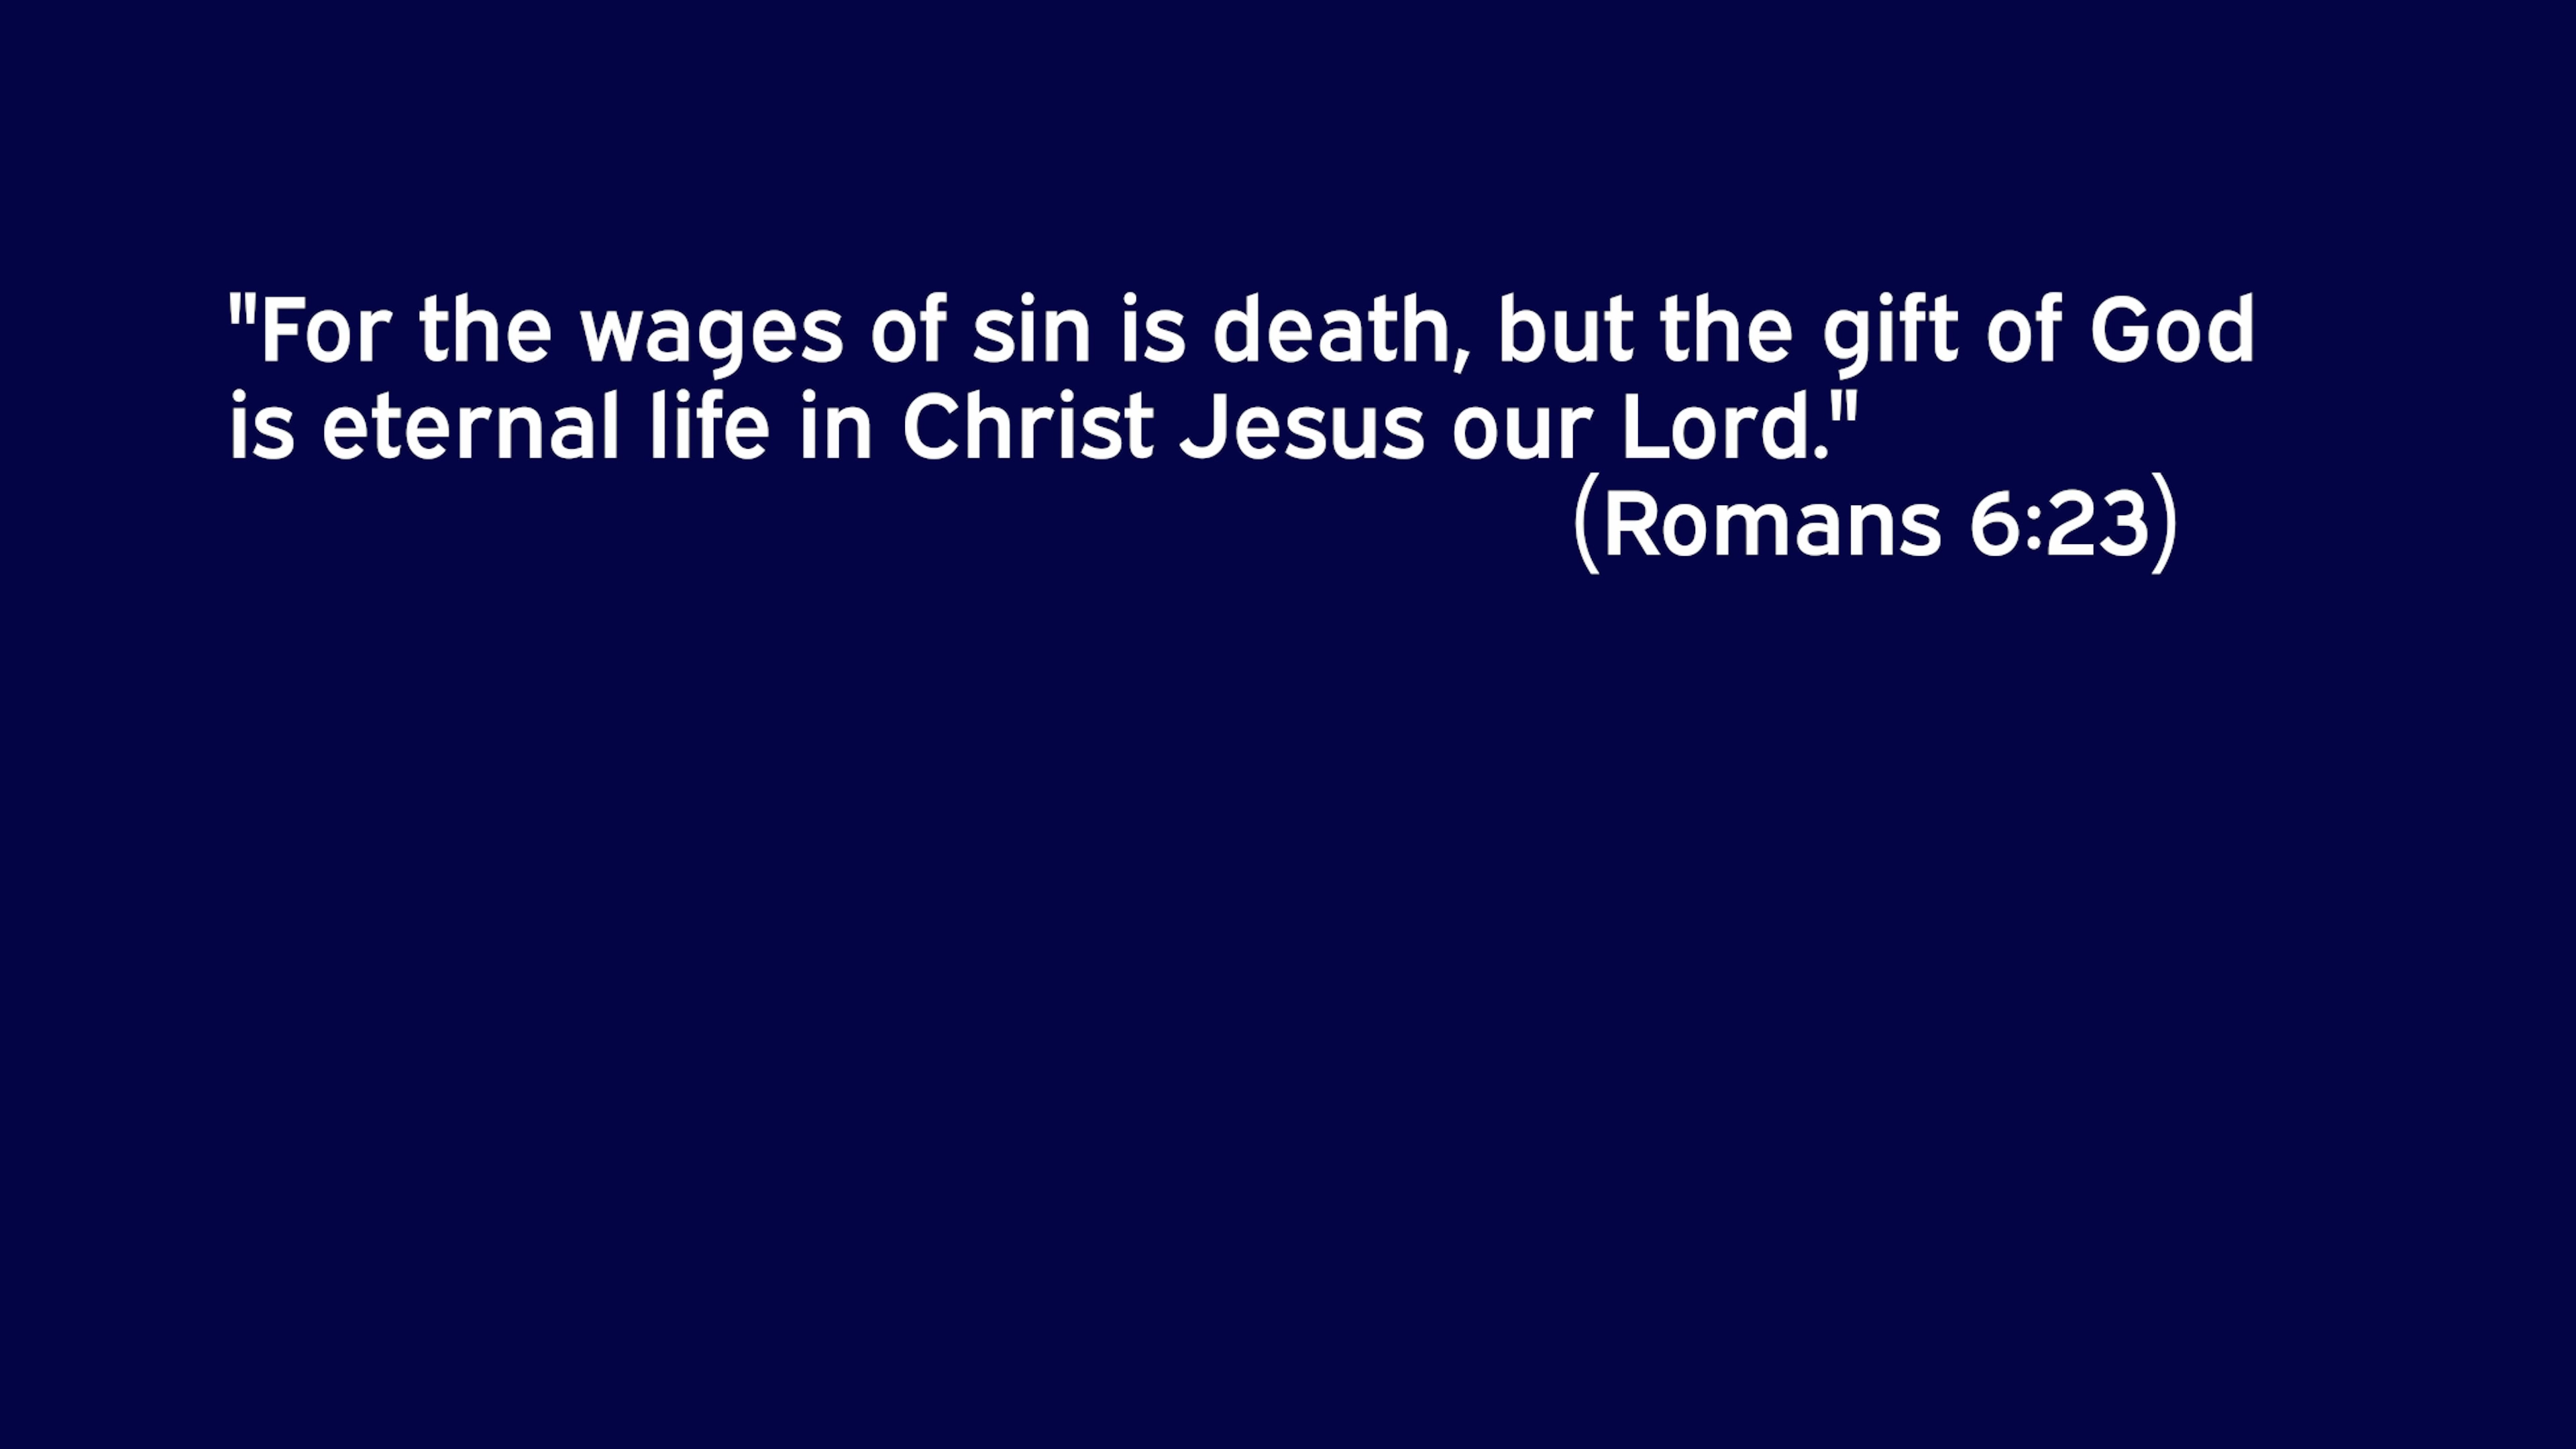 "For the wages of sin is death, but the gift of God
is eternal life in Christ Jesus our Lord."
(Romans 6:23)